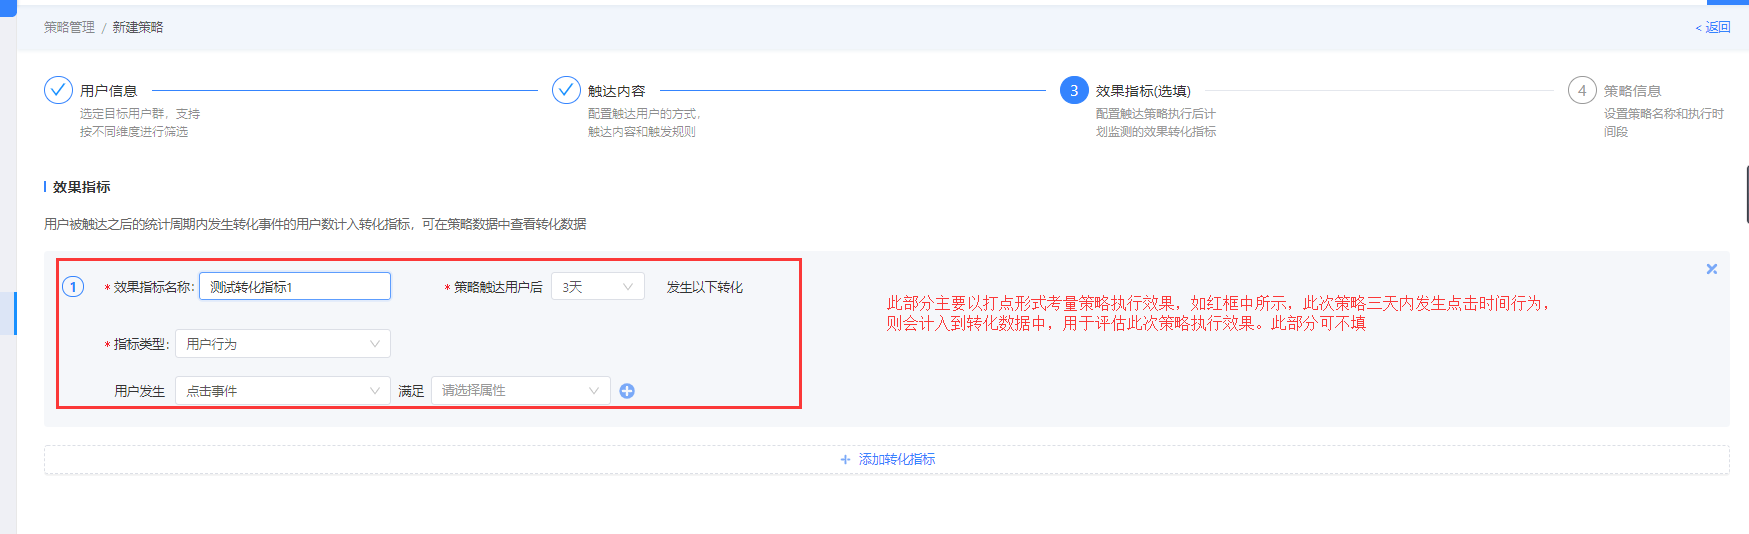 策略管理 / 新建策略
< 返回
用户信息
选定目标用户群，支持
按不同维度进行筛选
触达内容
配置触达用户的方式，
触达内容和触发规则
3 效果指标(选填)
配置触达策略执行后计
划监测的效果转化指标
4 策略信息
设置策略名称和执行时
间段
效果指标
用户被触达之后的统计周期内发生转化事件的用户数计入转化指标，可在策略数据中查看转化数据
1 * 效果指标名称: 测试转化指标1 * 策略触达用户后 3天 发生以下转化
* 指标类型: 用户行为
用户发生 点击事件 满足 请选择属性
此部分主要以打点形式考量策略执行效果，如红框中所示，此次策略三天内发生点击时间行为，
则会计入到转化数据中，用于评估此次策略执行效果。此部分可不填
+ 添加转化指标